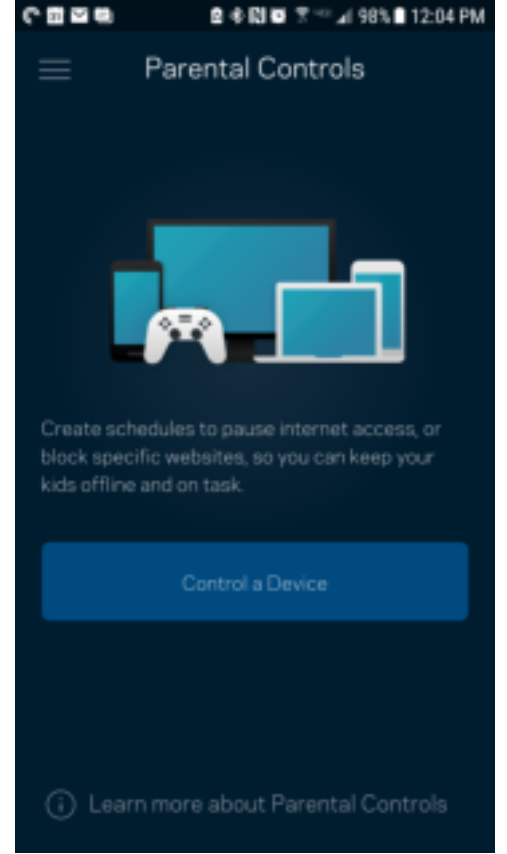 98% 12:04 PM
Parental Controls
Create schedules to pause internet access, or
block specific websites, so you can keep your
kids offline and on task.
Control a Device
Learn more about Parental Controls